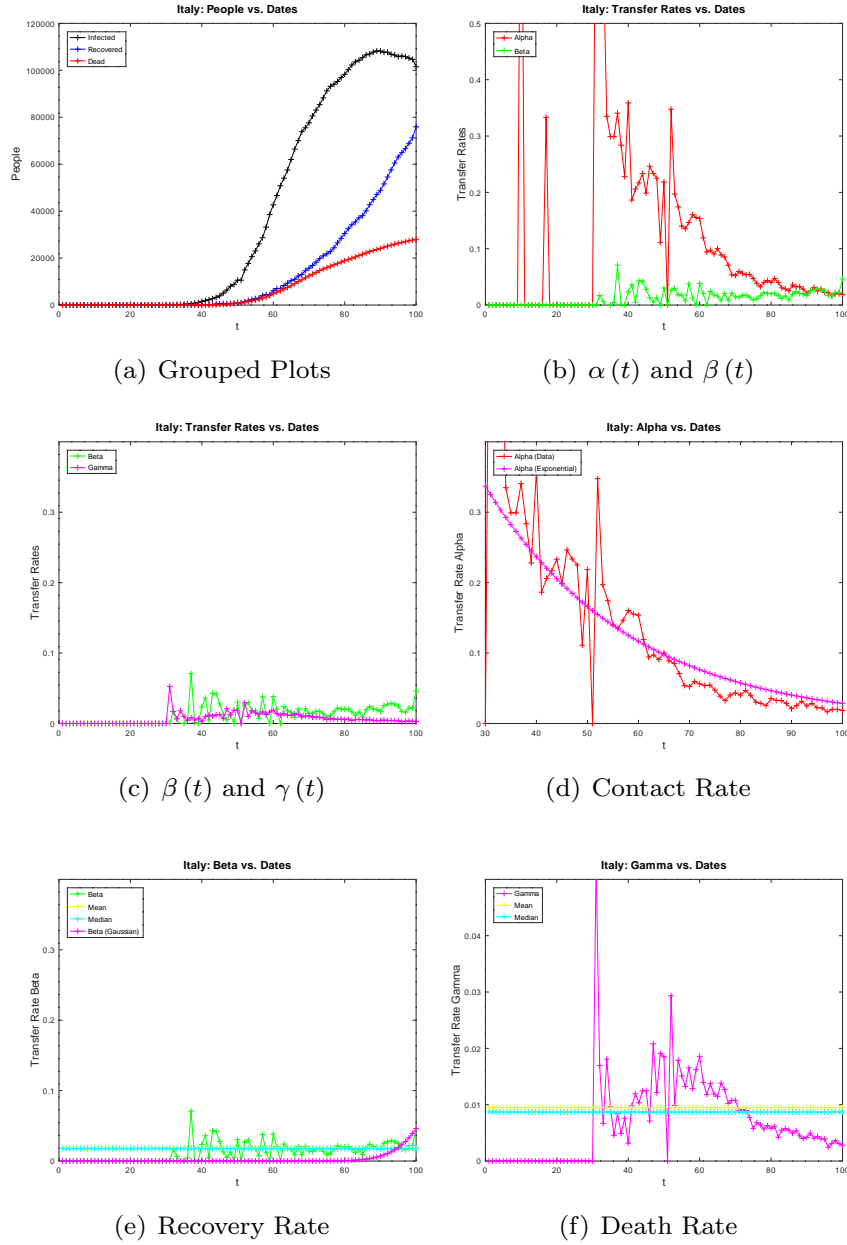 Italy: People vs. Dates
120000
100000
80000
60000
40000
20000
0
People
Infected
Recovered
Dead
0 20 40 60 80 100
t
(a) Grouped Plots
Italy: Transfer Rates vs. Dates
0.5
0.4
0.3
0.2
0.1
0
Transfer Rates
Alpha
Beta
0 20 40 60 80 100
t
(b) α (t) and β (t)
Italy: Transfer Rates vs. Dates
0.3
0.2
0.1
0
Transfer Rates
Beta
Gamma
0 20 40 60 80 100
t
(c) β (t) and γ (t)
Italy: Alpha vs. Dates
0.3
0.2
0.1
0
Transfer Rate Alpha
Alpha (Data)
Alpha (Exponential)
30 40 50 60 70 80 90 100
t
(d) Contact Rate
Italy: Beta vs. Dates
0.3
0.2
0.1
0
Transfer Rate Beta
Beta
Mean
Median
Beta (Gaussian)
0 20 40 60 80 100
t
(e) Recovery Rate
Italy: Gamma vs. Dates
0.04
0.03
0.02
0.01
0
Transfer Rate Gamma
Gamma
Mean
Median
0 20 40 60 80 100
t
(f) Death Rate